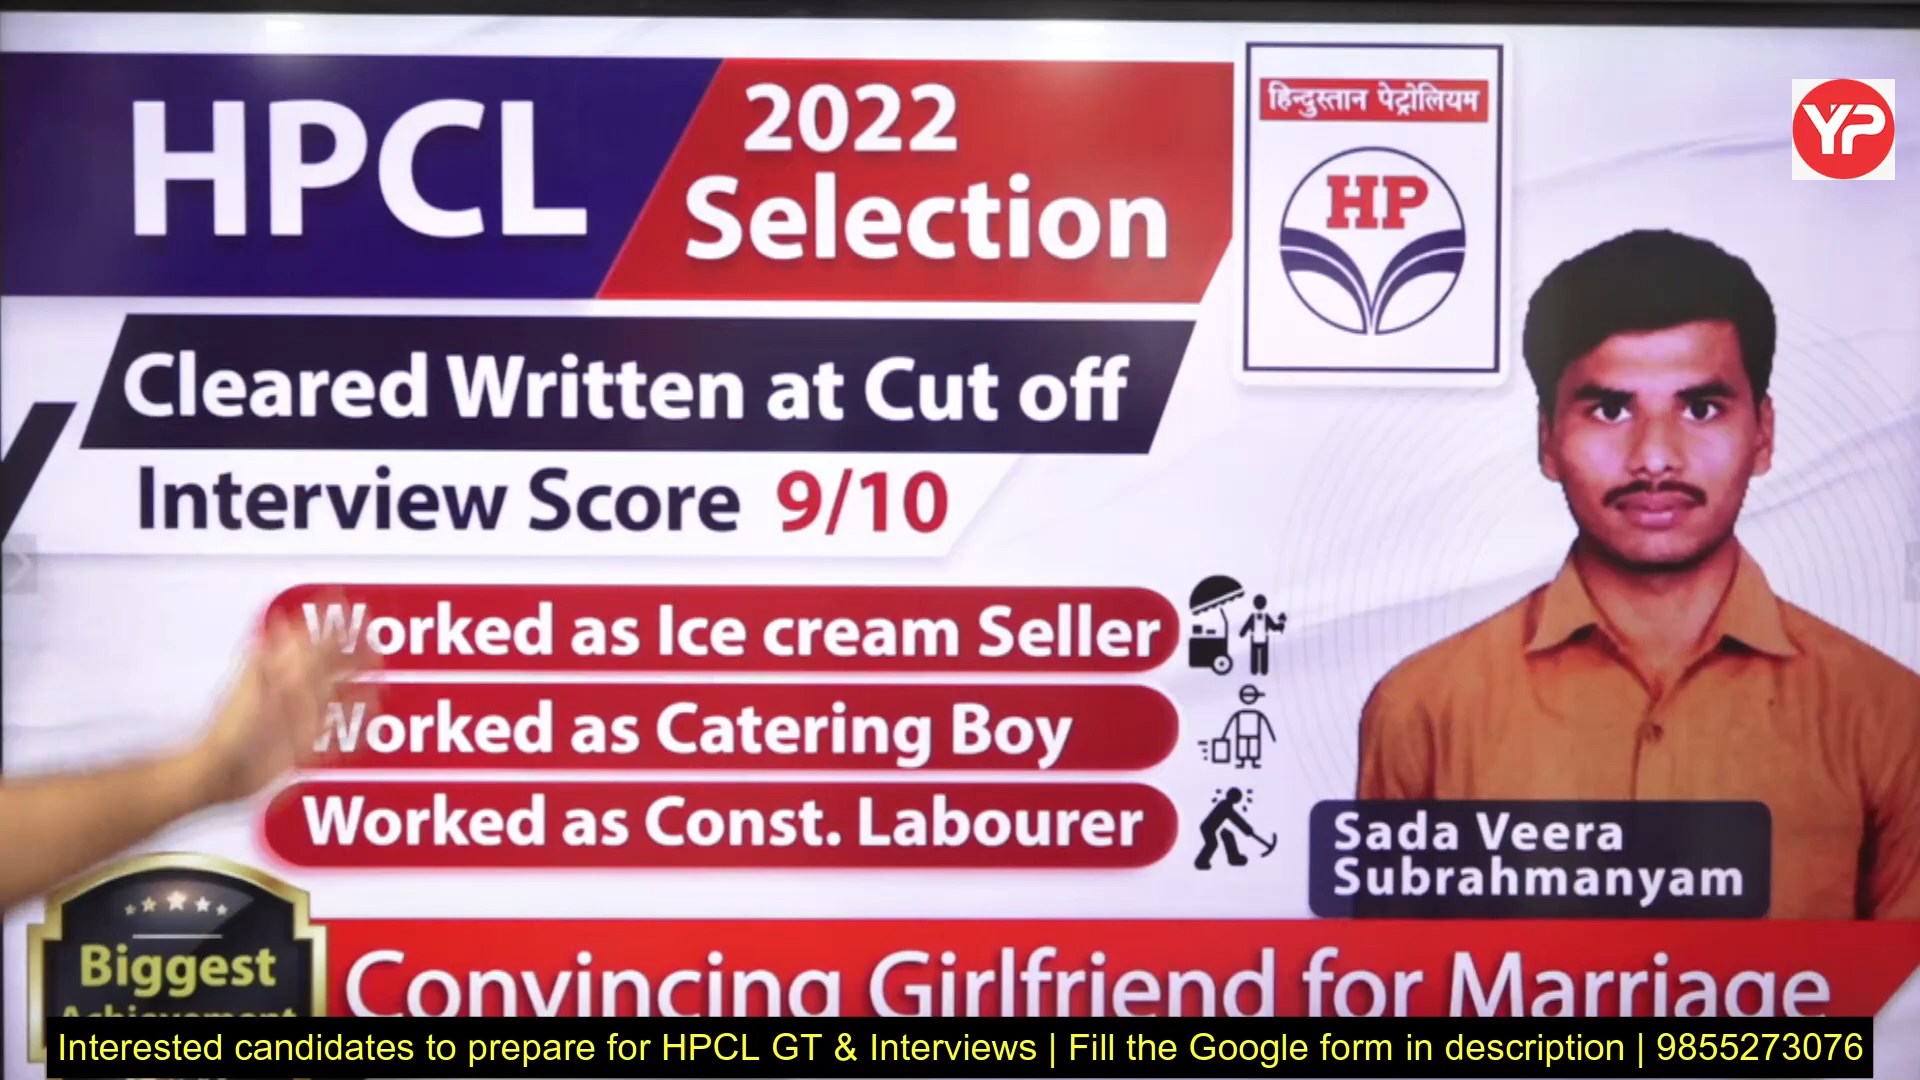 HPCL
2022
Selection
हिन्दुस्तान पेट्रोलियम
HP
YP
Cleared Written at Cut off
Interview Score 9/10
Worked as Ice cream Seller
Worked as Catering Boy
Worked as Const. Labourer
Sada Veera
Subrahmanyam
Biggest
Achievement
Convincing Girlfriend for Marriage
Interested candidates to prepare for HPCL GT & Interviews | Fill the Google form in description | 9855273076